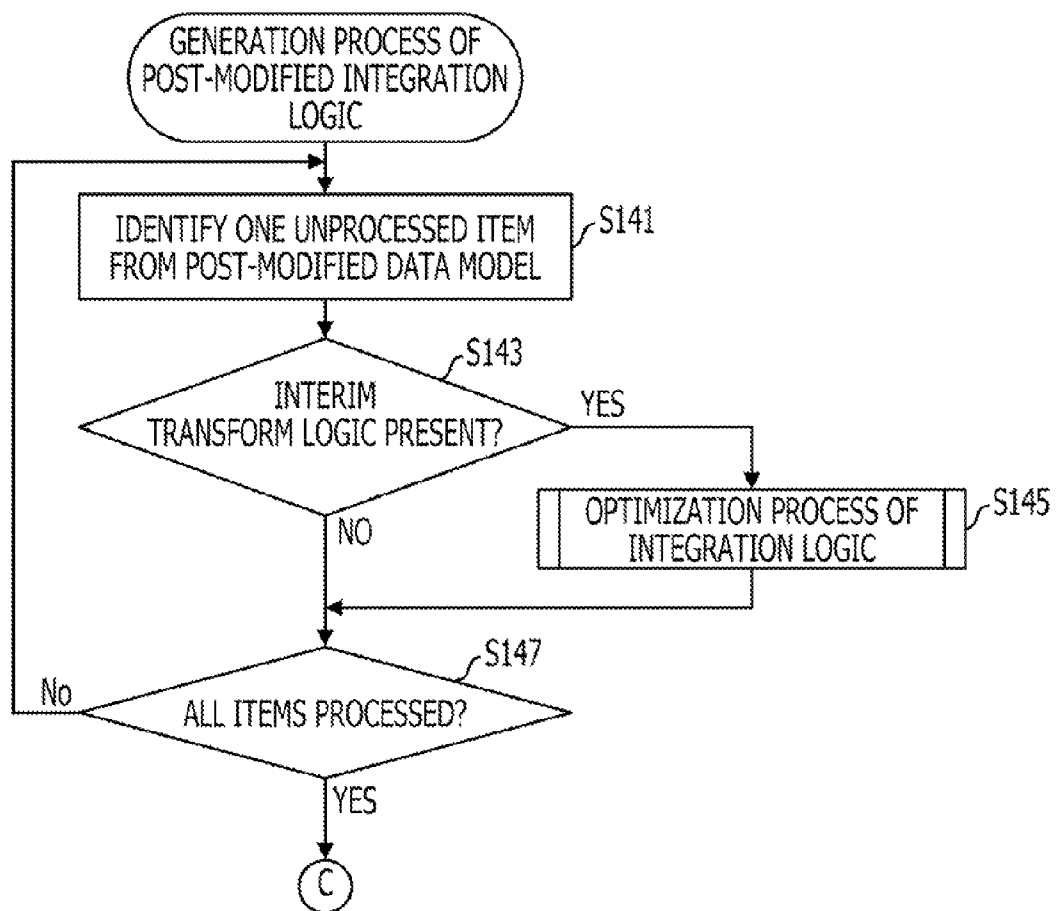 GENERATION PROCESS OF
POST-MODIFIED INTEGRATION
LOGIC
IDENTIFY ONE UNPROCESSED ITEM
FROM POST-MODIFIED DATA MODEL
S141
S143
INTERIM
TRANSFORM LOGIC PRESENT?
YES
NO
OPTIMIZATION PROCESS OF
INTEGRATION LOGIC
S145
S147
No
ALL ITEMS PROCESSED?
YES
C